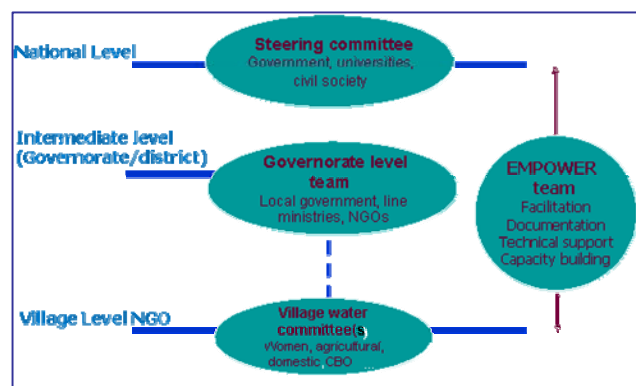 National Level
Steering committee
Government, universities,
civil society
Intermediate level
(Governorate/district)
Governorate level
team
Local government, line
ministries, NGOs
EMPOWER
team
Facilitation
Documentation
Technical support
Capacity building
Village Level NGO
Village water
committee(s
Women, agricultural,
domestic, CBO